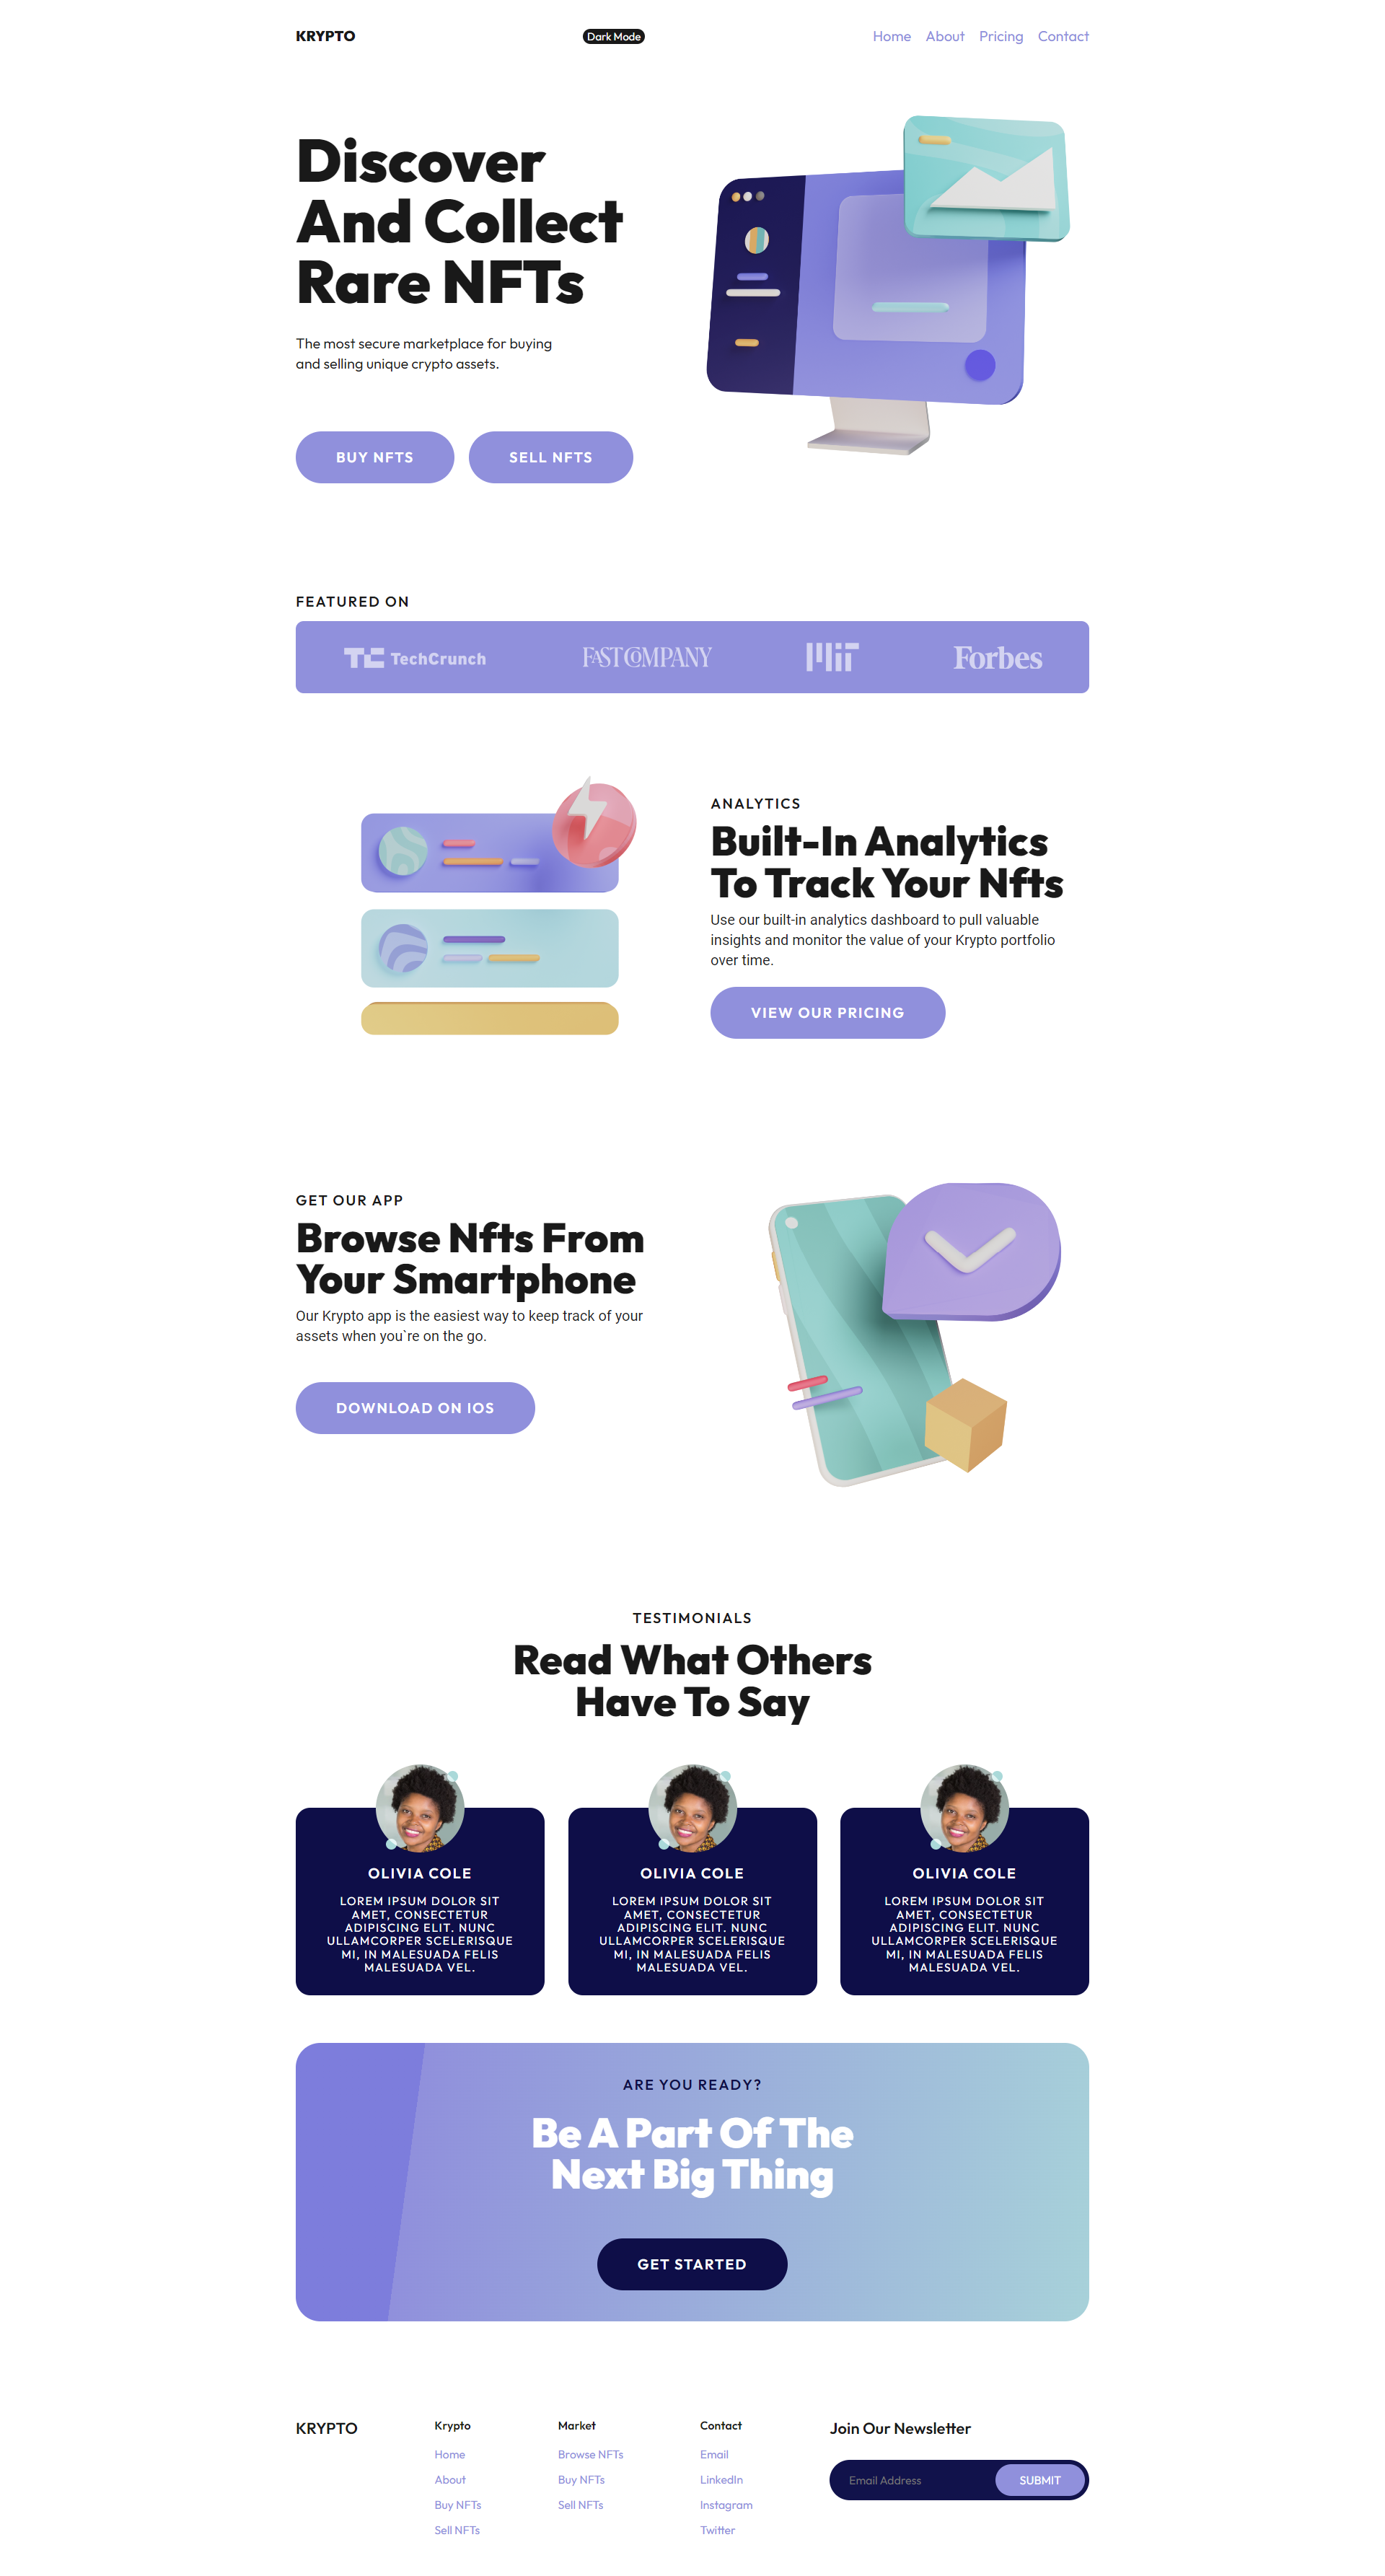 KRYPTO
Dark Mode
Home About Pricing Contact
Discover
And Collect
Rare NFTs
The most secure marketplace for buying
and selling unique crypto assets.
BUY NFTS
SELL NFTS
FEATURED ON
TC TechCrunch
FAST COMPANY
MIT
Forbes
ANALYTICS
Built-In Analytics
To Track Your Nfts
Use our built-in analytics dashboard to pull valuable
insights and monitor the value of your Krypto portfolio
over time.
VIEW OUR PRICING
GET OUR APP
Browse Nfts From
Your Smartphone
Our Krypto app is the easiest way to keep track of your
assets when you`re on the go.
DOWNLOAD ON IOS
TESTIMONIALS
Read What Others
Have To Say
OLIVIA COLE
LOREM IPSUM DOLOR SIT
AMET, CONSECTETUR
ADIPISCING ELIT. NUNC
ULLAMCORPER SCELERISQUE
MI, IN MALESUADA FELIS
MALESUADA VEL.
OLIVIA COLE
LOREM IPSUM DOLOR SIT
AMET, CONSECTETUR
ADIPISCING ELIT. NUNC
ULLAMCORPER SCELERISQUE
MI, IN MALESUADA FELIS
MALESUADA VEL.
OLIVIA COLE
LOREM IPSUM DOLOR SIT
AMET, CONSECTETUR
ADIPISCING ELIT. NUNC
ULLAMCORPER SCELERISQUE
MI, IN MALESUADA FELIS
MALESUADA VEL.
ARE YOU READY?
Be A Part Of The
Next Big Thing
GET STARTED
KRYPTO
Krypto
Home
About
Buy NFTs
Sell NFTs
Market
Browse NFTs
Buy NFTs
Sell NFTs
Contact
Email
LinkedIn
Instagram
Twitter
Join Our Newsletter
Email Address
SUBMIT